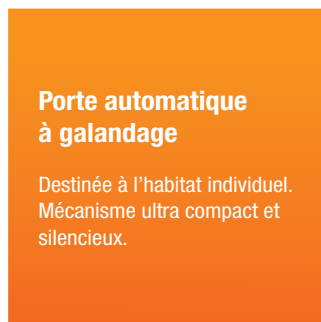 Porte automatique
à galandage
Destinée à l'habitat individuel.
Mécanisme ultra compact et
silencieux.